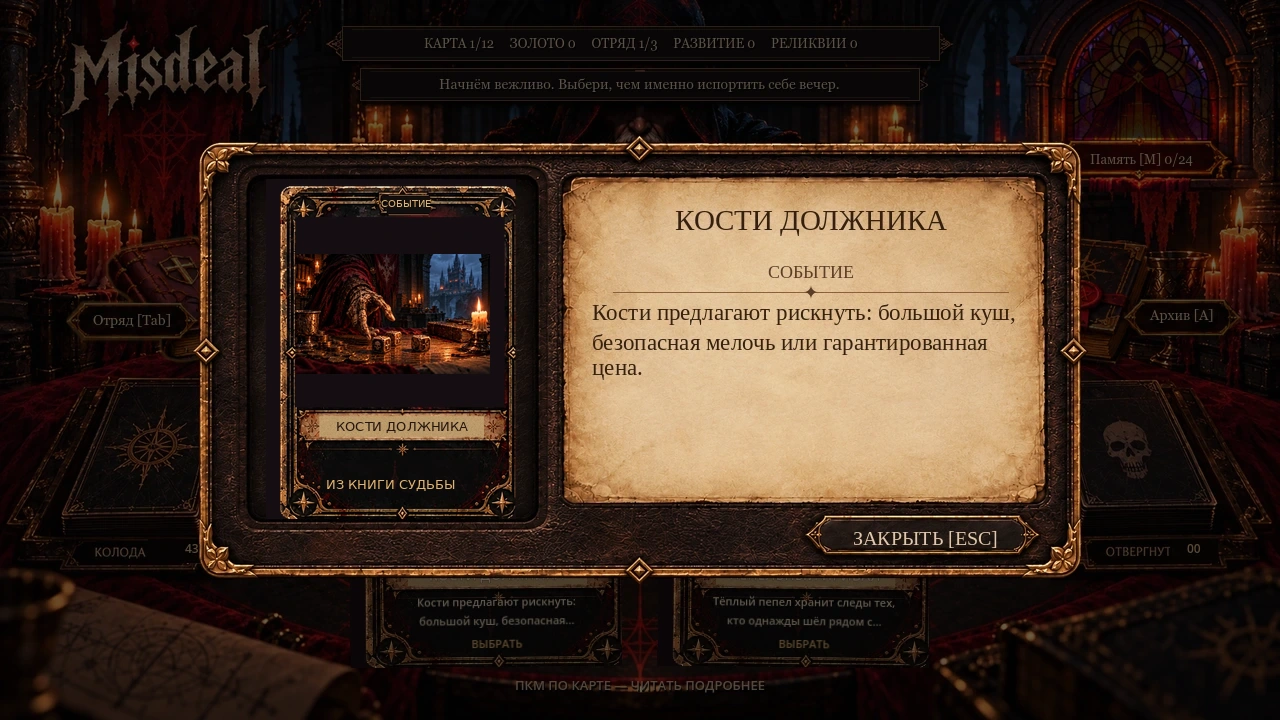 Misdeal
КАРТА 1/12 ЗОЛОТО 0 ОТРЯД 1/3 РАЗВИТИЕ 0 РЕЛИКВИИ 0
Начнём вежливо. Выбери, чем именно испортить себе вечер.
Память [M] 0/24
СОБЫТИЕ
КОСТИ ДОЛЖНИКА
СОБЫТИЕ
Кости предлагают рискнуть: большой куш,
безопасная мелочь или гарантированная
цена.
Отряд [Tab]
Архив [A]
КОСТИ ДОЛЖНИКА
ИЗ КНИГИ СУДЬБЫ
ЗАКРЫТЬ [ESC]
КОЛОДА 43
ОТВЕРГНУТ 00
Кости предлагают рискнуть:
большой куш, безопасная...
ВЫБРАТЬ
Тёплый пепел хранит следы тех,
кто однажды шёл рядом с...
ВЫБРАТЬ
ПКМ ПО КАРТЕ — ЧИТАТЬ ПОДРОБНЕЕ